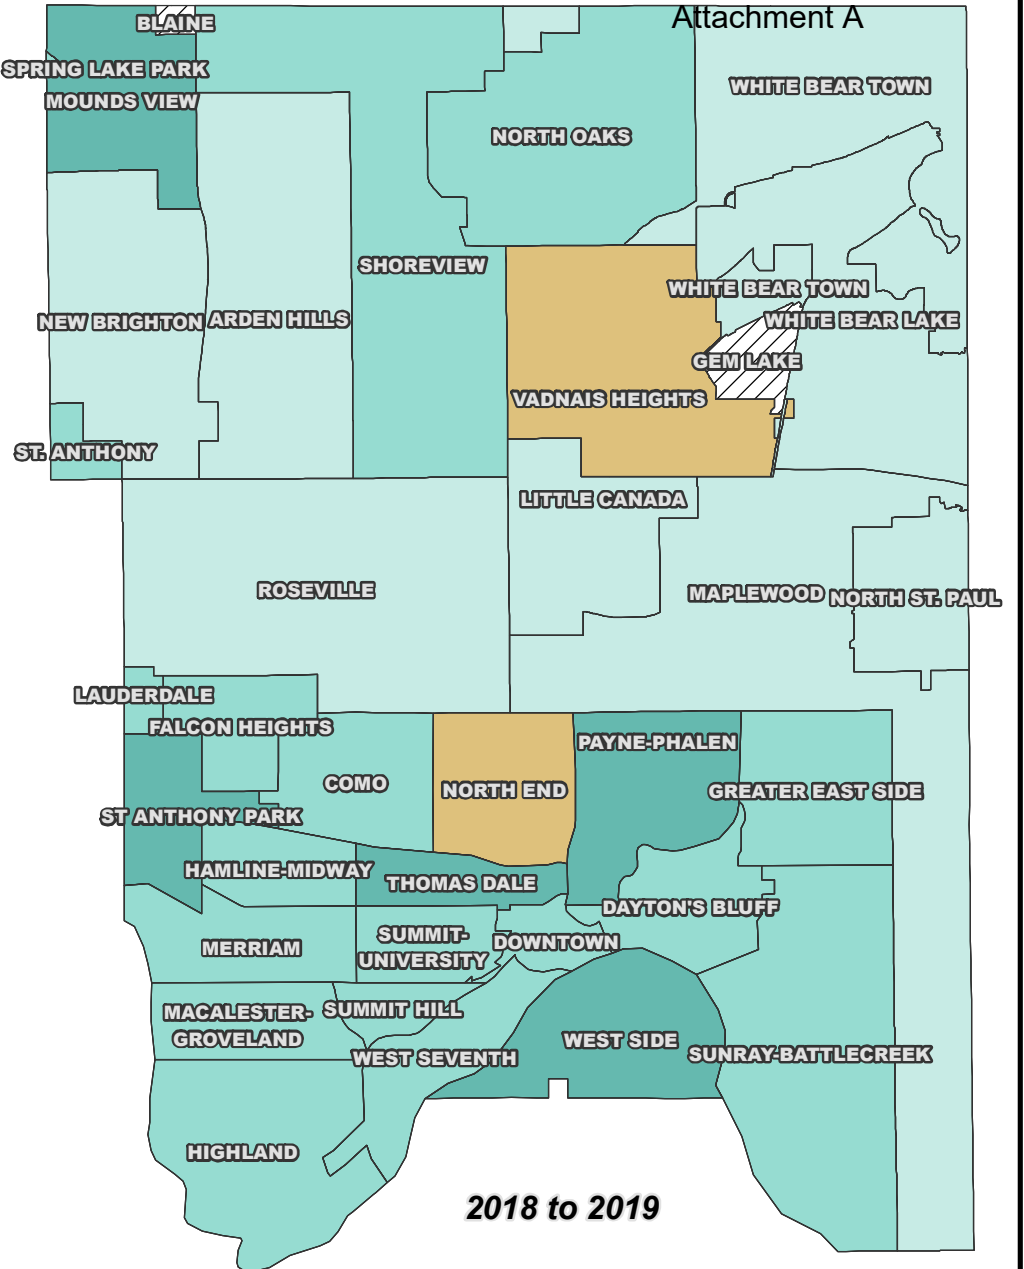 Attachment A
BLAINE
SPRING LAKE PARK
WHITE BEAR TOWN
MOUNDS VIEW
NORTH OAKS
SHOREVIEW
WHITE BEAR TOWN
NEW BRIGHTON
ARDEN HILLS
WHITE BEAR LAKE
GEM LAKE
VADNAIS HEIGHTS
ST. ANTHONY
LITTLE CANADA
ROSEVILLE
MAPLEWOOD
NORTH ST. PAUL
LAUDERDALE
FALCON HEIGHTS
PAYNE-PHALEN
COMO
NORTH END
GREATER EAST SIDE
ST ANTHONY PARK
HAMLINE-MIDWAY
THOMAS DALE
DAYTON'S BLUFF
MERRIAM
SUMMIT-
UNIVERSITY
DOWNTOWN
MACALESTER-
GROVELAND
SUMMIT HILL
WEST SIDE
WEST SEVENTH
SUNRAY-BATTLECREEK
HIGHLAND
2018 to 2019